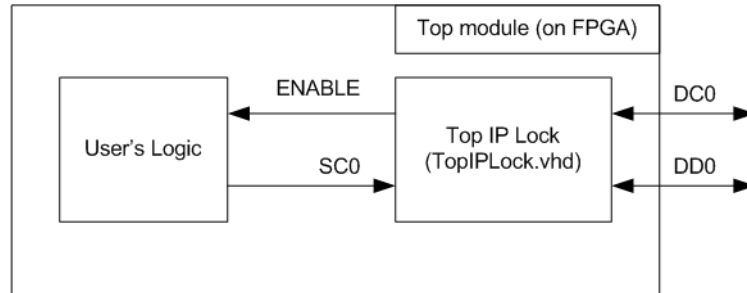 Top module (on FPGA)
ENABLE
DC0
User's Logic
Top IP Lock
(TopIPLock.vhd)
SC0
DD0